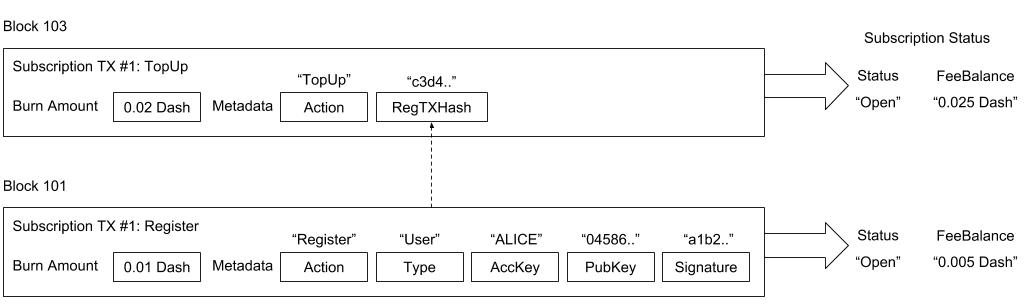 Block 103
Subscription Status
Subscription TX #1: TopUp
“TopUp” “c3d4..”
Status FeeBalance
Burn Amount 0.02 Dash Metadata Action RegTXHash
“Open” “0.025 Dash”
Block 101
Subscription TX #1: Register
“Register” “User” “ALICE” “04586..” “a1b2..”
Status FeeBalance
Burn Amount 0.01 Dash Metadata Action Type AccKey PubKey Signature
“Open” “0.005 Dash”